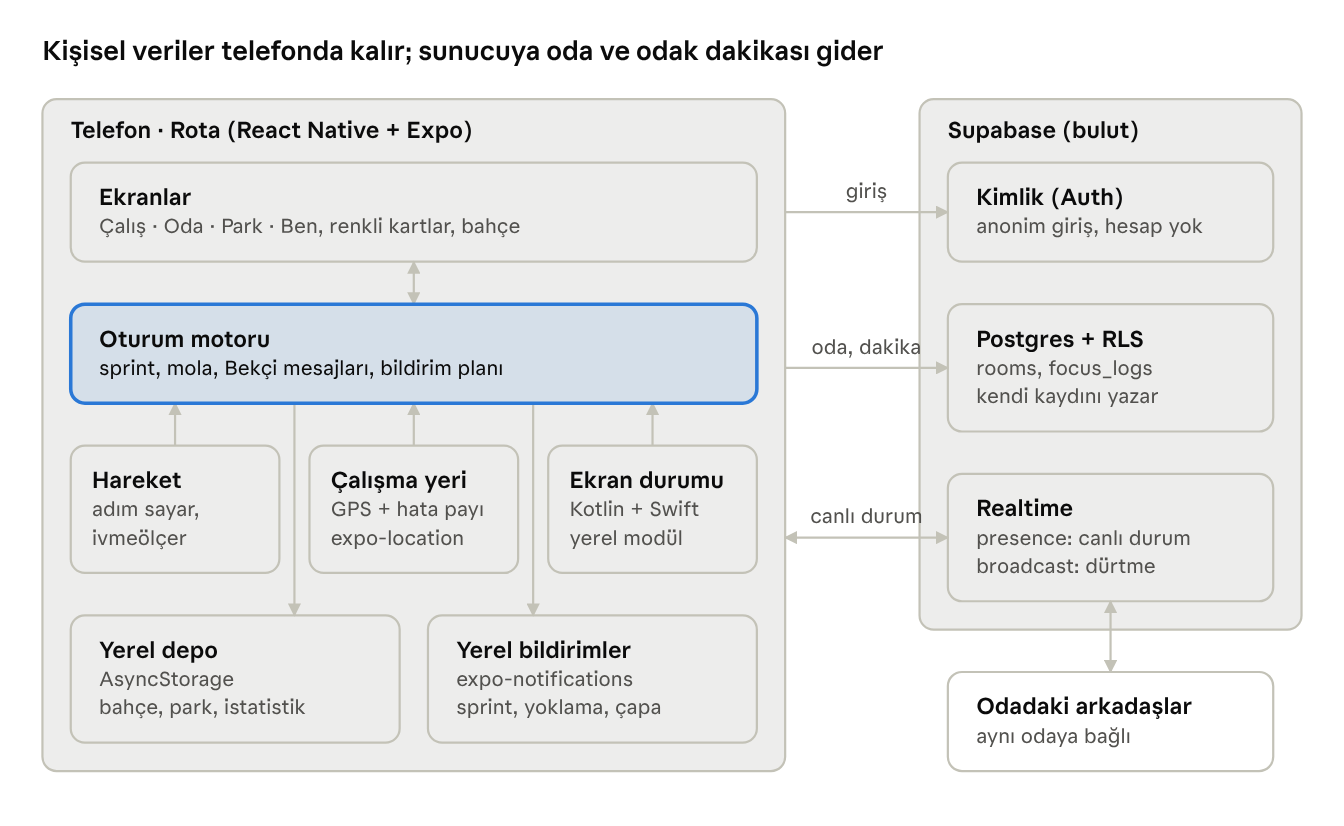 Kişisel veriler telefonda kalır; sunucuya oda ve odak dakikası gider
Telefon · Rota (React Native + Expo)
Ekranlar
Çalış · Oda · Park · Ben, renkli kartlar, bahçe
Oturum motoru
sprint, mola, Bekçi mesajları, bildirim planı
Hareket
adım sayar,
ivmeölçer
Çalışma yeri
GPS + hata payı
expo-location
Ekran durumu
Kotlin + Swift
yerel modül
Yerel depo
AsyncStorage
bahçe, park, istatistik
Yerel bildirimler
expo-notifications
sprint, yoklama, çapa
giriş
oda, dakika
canlı durum
Supabase (bulut)
Kimlik (Auth)
anonim giriş, hesap yok
Postgres + RLS
rooms, focus_logs
kendi kaydını yazar
Realtime
presence: canlı durum
broadcast: dürtme
Odadaki arkadaşlar
aynı odaya bağlı